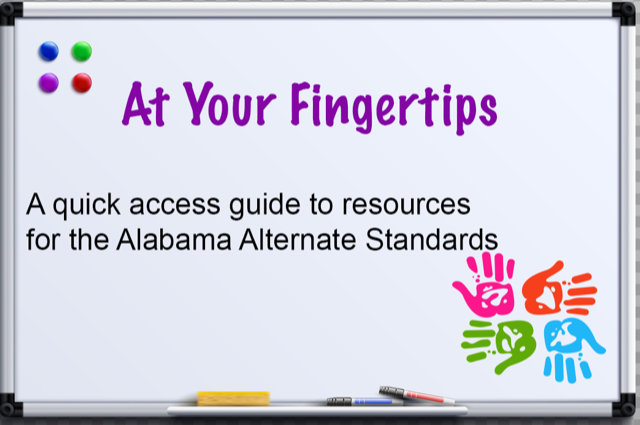 At Your Fingertips
A quick access guide to resources
for the Alabama Alternate Standards